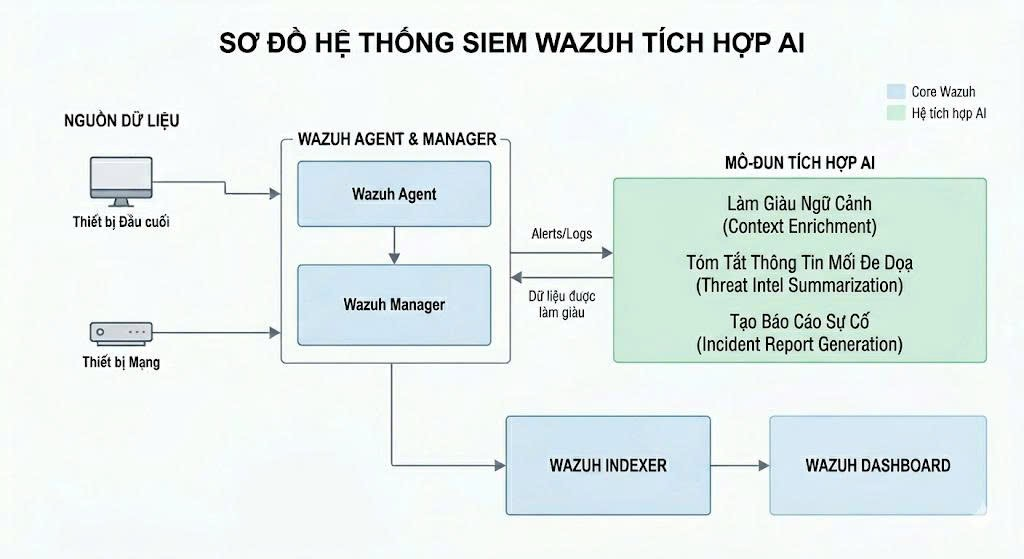 SƠ ĐỒ HỆ THỐNG SIEM WAZUH TÍCH HỢP AI
Core Wazuh
Hệ tích hợp AI
NGUỒN DỮ LIỆU
Thiết bị Đầu cuối
Thiết bị Mạng
WAZUH AGENT & MANAGER
Wazuh Agent
Wazuh Manager
Alerts/Logs
Dữ liệu được
làm giàu
MÔ-ĐUN TÍCH HỢP AI
Làm Giàu Ngữ Cảnh
(Context Enrichment)
Tóm Tắt Thông Tin Mối Đe Dọạ
(Threat Intel Summarization)
Tạo Báo Cáo Sự Cố
(Incident Report Generation)
WAZUH INDEXER
WAZUH DASHBOARD